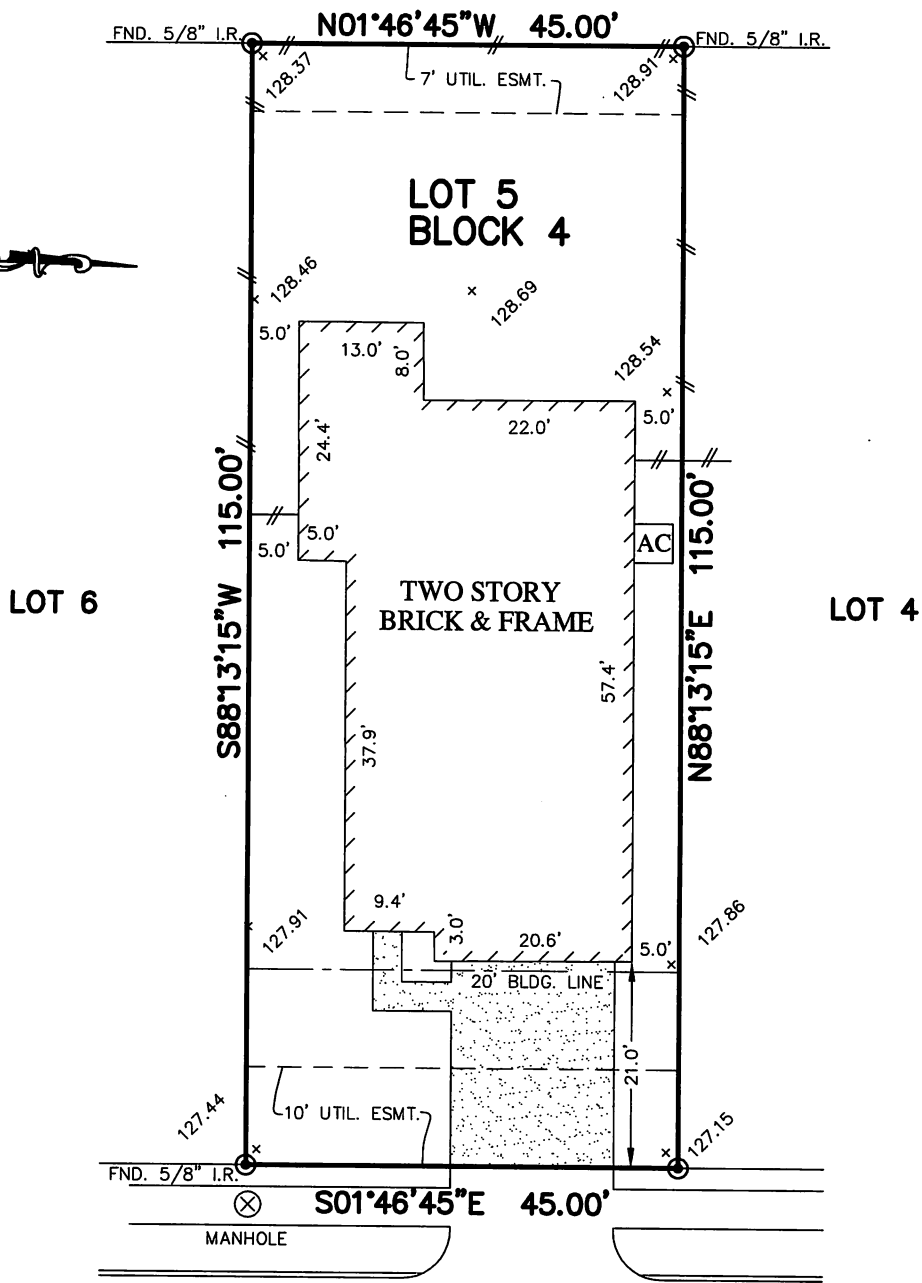 N01°46'45"W 45.00'
FND. 5/8" I.R.
FND. 5/8" I.R.
128.37
7' UTIL. ESMT.
128.91
LOT 5
BLOCK 4
128.46
128.69
5.0'
13.0'
8.0'
128.54
22.0'
5.0'
24.4'
S88°13'15"W 115.00'
N88°13'15"E 115.00'
5.0'
5.0'
AC
LOT 6
TWO STORY
BRICK & FRAME
LOT 4
57.4'
37.9'
9.4'
127.91
3.0'
20.6'
5.0'
127.86
20' BLDG. LINE
21.0'
127.44
10' UTIL. ESMT.
127.15
FND. 5/8" I.R.
S01°46'45"E 45.00'
MANHOLE